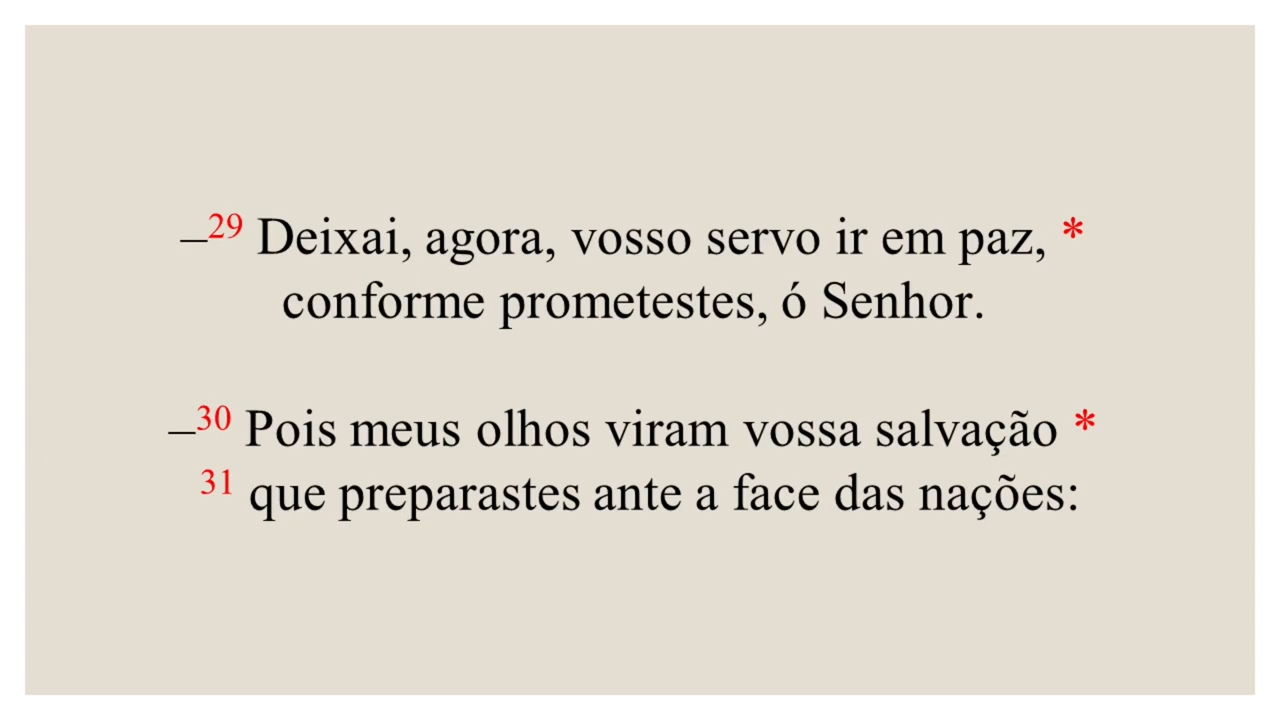 –29 Deixai, agora, vosso servo ir em paz, *
conforme prometestes, ó Senhor.
–30 Pois meus olhos viram vossa salvação *
31 que preparastes ante a face das nações: